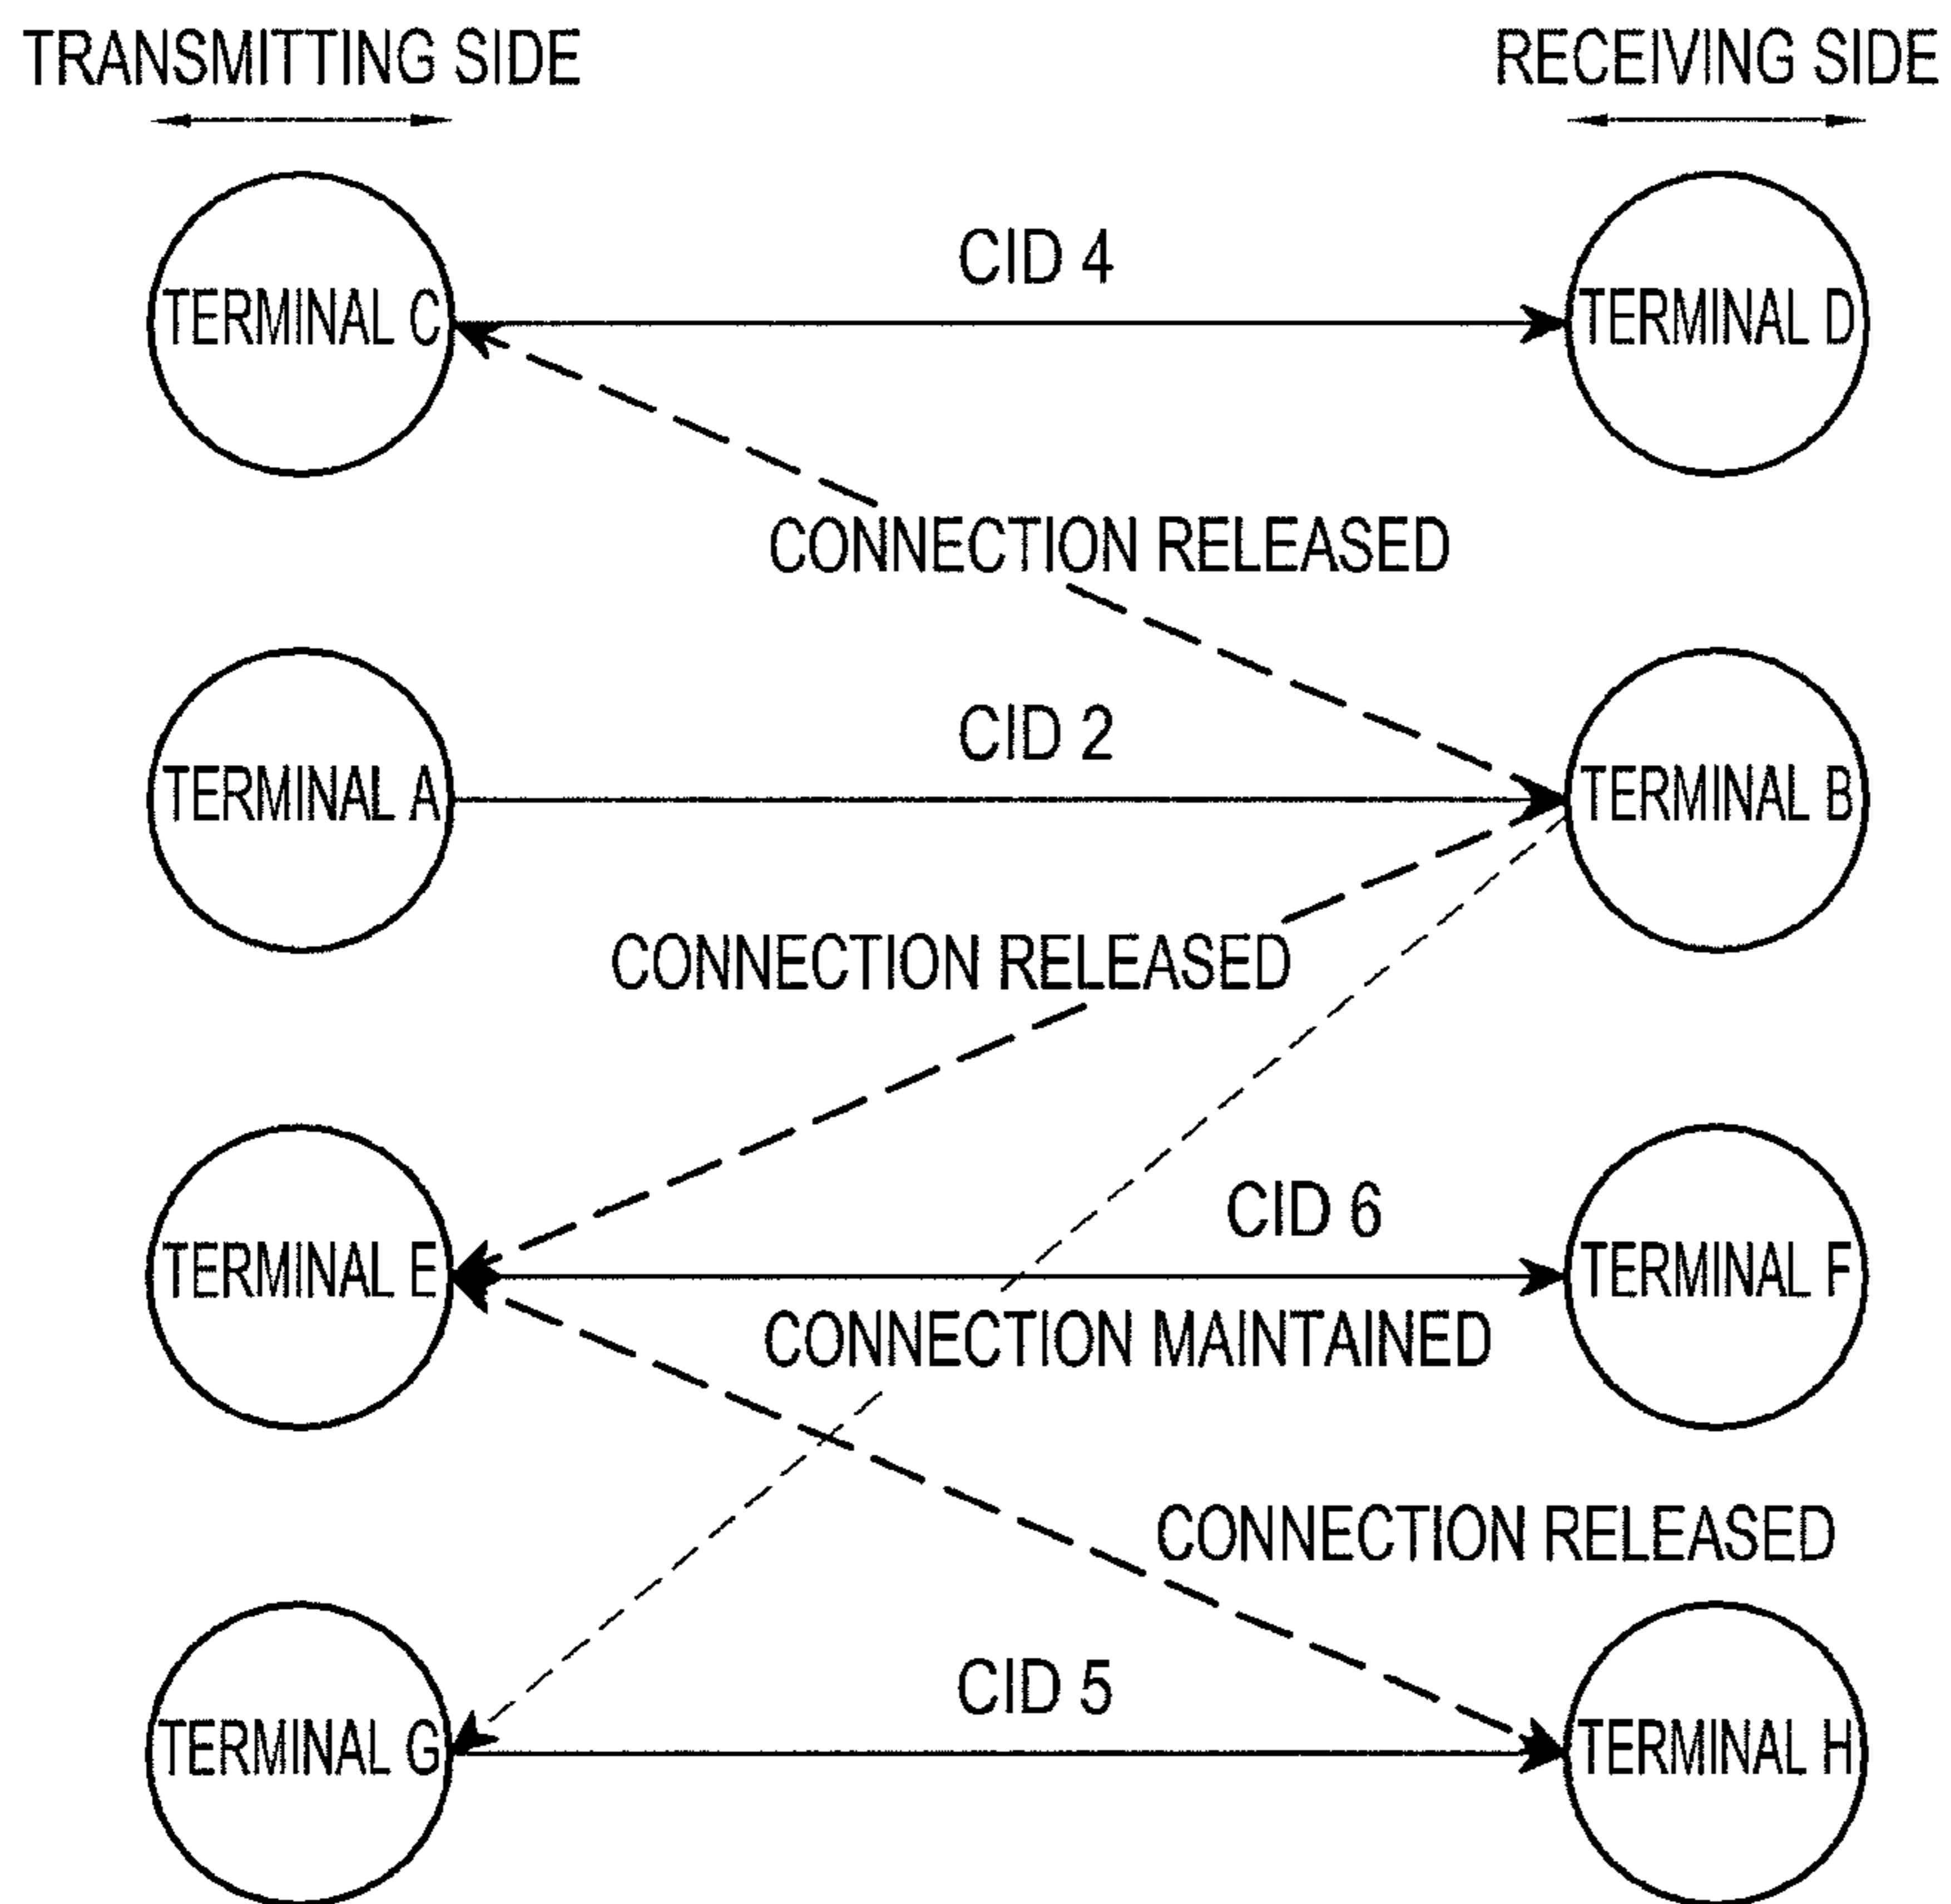 TRANSMITTING SIDE
RECEIVING SIDE
TERMINAL C
CID 4
TERMINAL D
CONNECTION RELEASED
TERMINAL A
CID 2
TERMINAL B
CONNECTION RELEASED
TERMINAL E
CID 6
TERMINAL F
CONNECTION MAINTAINED
CONNECTION RELEASED
TERMINAL G
CID 5
TERMINAL H